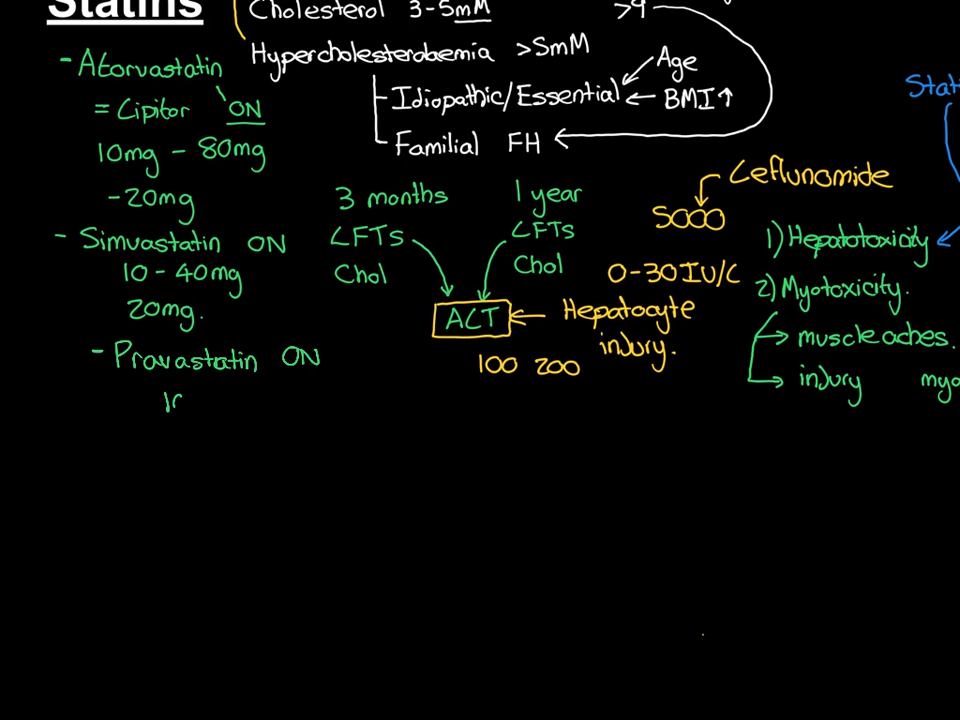 Statins
Cholesterol 3-5mM >9
Hypercholesterolaemia >5mM
Age
Idiopathic/Essential BMI↑
Familial FH
- Atorvastatin
= Lipitor ON
10mg - 80mg
-20mg
- Simvastatin ON
10 - 40mg
20mg.
- Pravastatin ON
3 months
LFTs
Chol
1 year
LFTs
Chol
ALT
Hepatocyte
injury.
100 200
Leflunomide
5000
0-30IU/L
Stati
1) Hepatotoxicity
2) Myotoxicity.
muscle aches.
injury myo